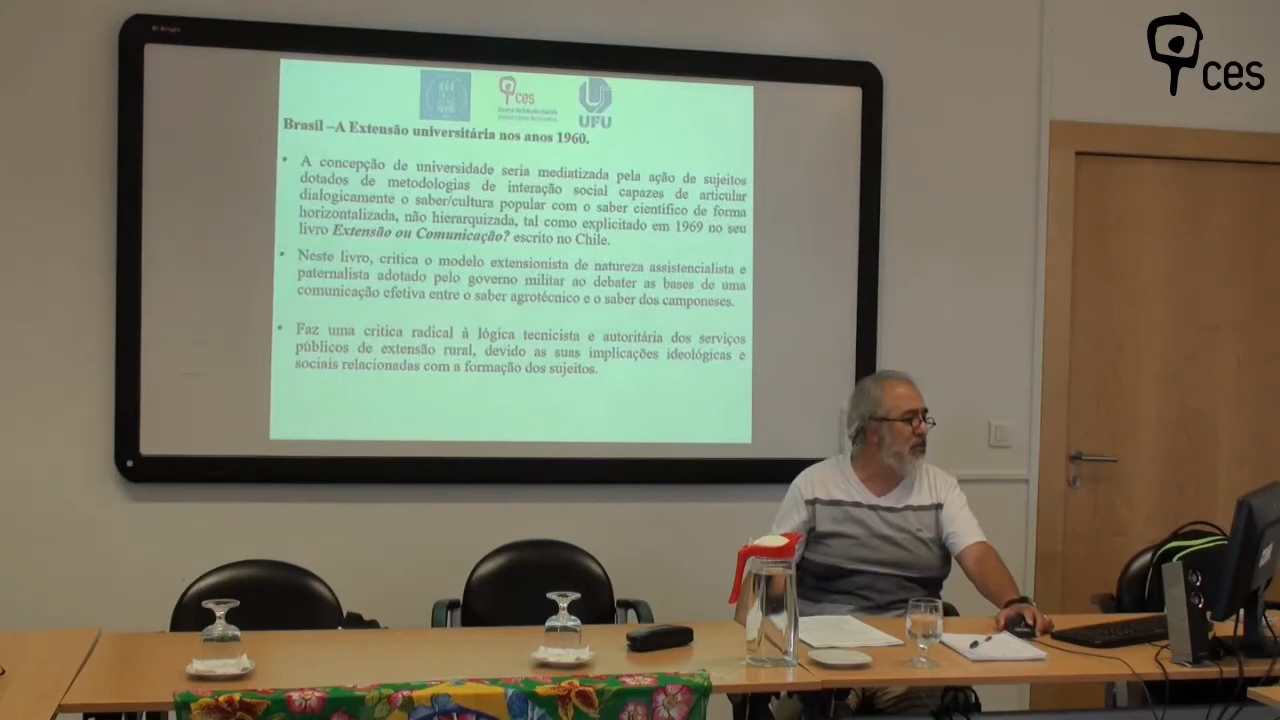 ces
ces
UFU
Brasil –A Extensão universitária nos anos 1960.
• A concepção de universidade seria mediatizada pela ação de sujeitos
dotados de metodologias de interação social capazes de articular
dialogicamente o saber/cultura popular com o saber científico de forma
horizontalizada, não hierarquizada, tal como explicitado em 1969 no seu
livro Extensão ou Comunicação? escrito no Chile.
• Neste livro, critica o modelo extensionista de natureza assistencialista e
paternalista adotado pelo governo militar ao debater as bases de uma
comunicação efetiva entre o saber agrotécnico e o saber dos camponeses.
• Faz uma critica radical à lógica tecnicista e autoritária dos serviços
públicos de extensão rural, devido as suas implicações ideológicas e
sociais relacionadas com a formação dos sujeitos.